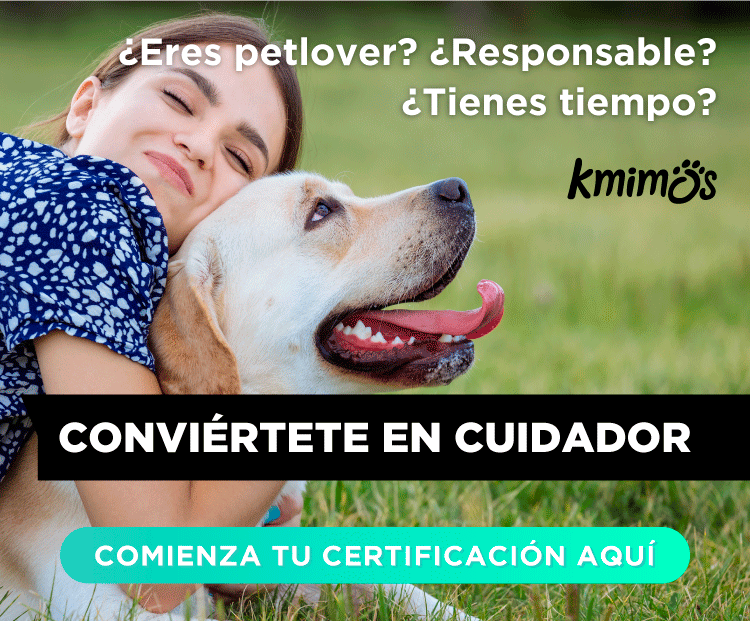 ¿Eres petlover? ¿Responsable?
¿Tienes tiempo?
kmimos
CONVIÉRTETE EN CUIDADOR
COMIENZA TU CERTIFICACIÓN AQUÍ